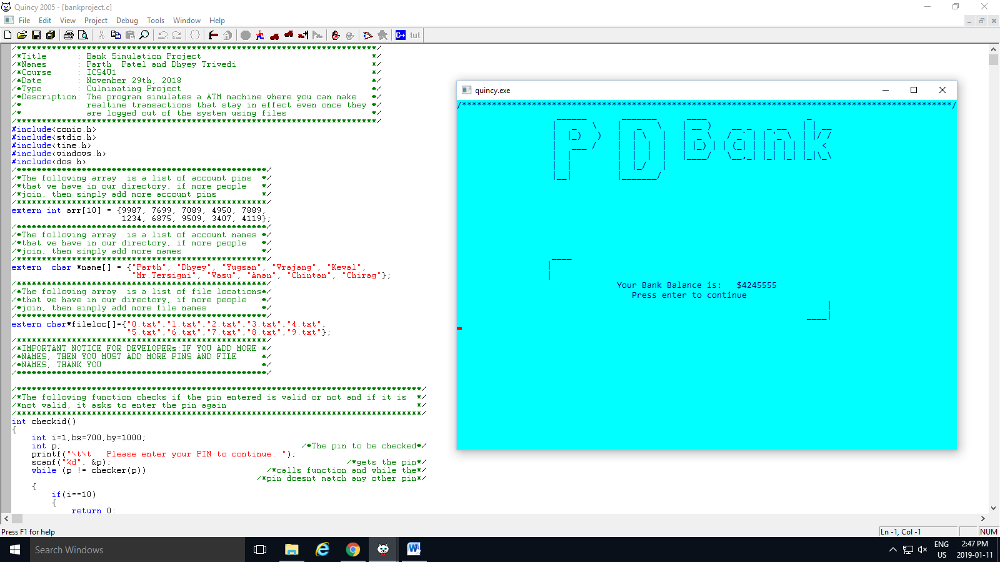 Quincy 2005 - [bankproject.c]
File Edit View Project Debug Tools Window Help
C++ tut
/************************************************************************/
/*Title      : Bank Simulation Project                                  */
/*Names      : Parth  Patel and Dhyey Trivedi                           */
/*Course     : ICS4U1                                                   */
/*Date       : November 29th, 2018                                      */
/*Type       : Culminating Project                                      */
/*Description: The program simulates a ATM machine where you can make   */
/*             realtime transactions that stay in effect even once they */
/*             are logged out of the system using files                 */
/************************************************************************/
#include<conio.h>
#include<stdio.h>
#include<time.h>
#include<windows.h>
#include<dos.h>
/**************************************************/
/*The following array  is a list of account pins  */
/*that we have in our directory, if more people   */
/*join, then simply add more account pins         */
/**************************************************/
extern int arr[10] = {9987, 7699, 7089, 4950, 7889,
                      1234, 6875, 9509, 3407, 4119};
/**************************************************/
/*The following array  is a list of account names */
/*that we have in our directory, if more people   */
/*join, then simply add more names                */
/**************************************************/
extern  char *name[] = {"Parth", "Dhyey", "Yugsan", "Vrajang", "Keval",
                        "Mr.Tersigni", "Vasu", "Aman", "Chintan", "Chirag"};
/**************************************************/
/*The following array  is a list of file locations*/
/*that we have in our directory, if more people   */
/*join, then simply add more file names           */
/**************************************************/
extern char*fileloc[]={"0.txt","1.txt","2.txt","3.txt","4.txt",
                       "5.txt","6.txt","7.txt","8.txt","9.txt"};
/**************************************************/
/*IMPORTANT NOTICE FOR DEVELOPERs:IF YOU ADD MORE */
/*NAMES, THEN YOU MUST ADD MORE PINS AND FILE     */
/*NAMES, THANK YOU                                */
/**************************************************/
/*********************************************************************************/
/*The following function checks if the pin entered is valid or not and if it is  */
/*not valid, it asks to enter the pin again                                      */
/*********************************************************************************/
int checkid()
{
    int i=1,bx=700,by=1000;
    int p;                                                /*The pin to be checked*/
    printf("\t\t   Please enter your PIN to continue: ");
    scanf("%d", &p);                                               /*gets the pin*/
    while (p != checker(p))                        /*calls function and while the*/
                                                 /*pin doesnt match any other pin*/
    {
        if(i==10)
        {
            return 0;
quincy.exe
PD Bank
Your Bank Balance is:   $4245555
Press enter to continue
Press F1 for help
Ln -1, Col -1
NUM
Search Windows
ENG
US
2:47 PM
2019-01-11